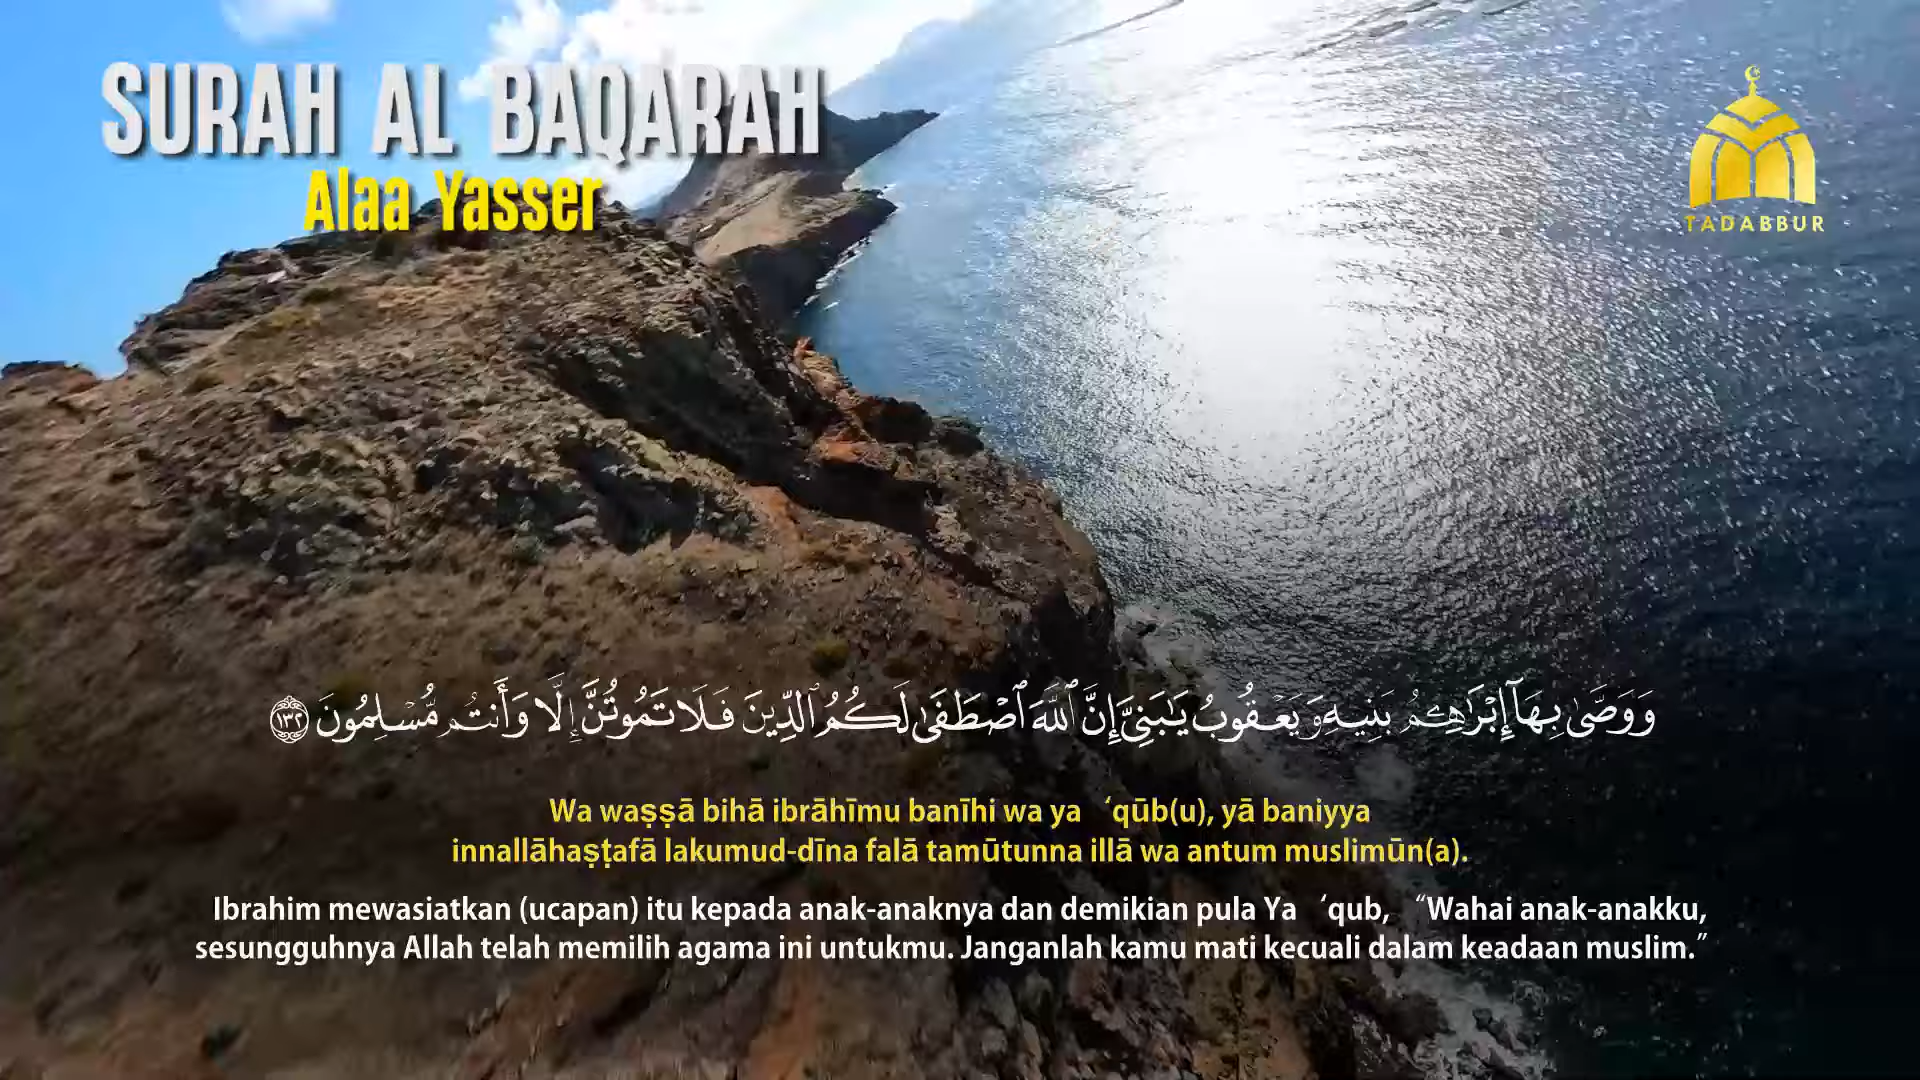 SURAH AL BAQARAH
Alaa Yasser
TADABBUR
وَوَصَّىٰ بِهَآ إِبْرَٰهِـۧمُ بَنِيهِ وَيَعْقُوبُ يَـٰبَنِىَّ إِنَّ ٱللَّهَ ٱصْطَفَىٰ لَكُمُ ٱلدِّينَ فَلَا تَمُوتُنَّ إِلَّا وَأَنتُم مُّسْلِمُونَ ١٣٢
Wa waṣṣā bihā ibrāhīmu banīhi wa ya‘qūb(u), yā baniyya
innallāhaṣṭafā lakumud-dīna falā tamūtunna illā wa antum muslimūn(a).
Ibrahim mewasiatkan (ucapan) itu kepada anak-anaknya dan demikian pula Ya‘qub, “Wahai anak-anakku,
sesungguhnya Allah telah memilih agama ini untukmu. Janganlah kamu mati kecuali dalam keadaan muslim.”